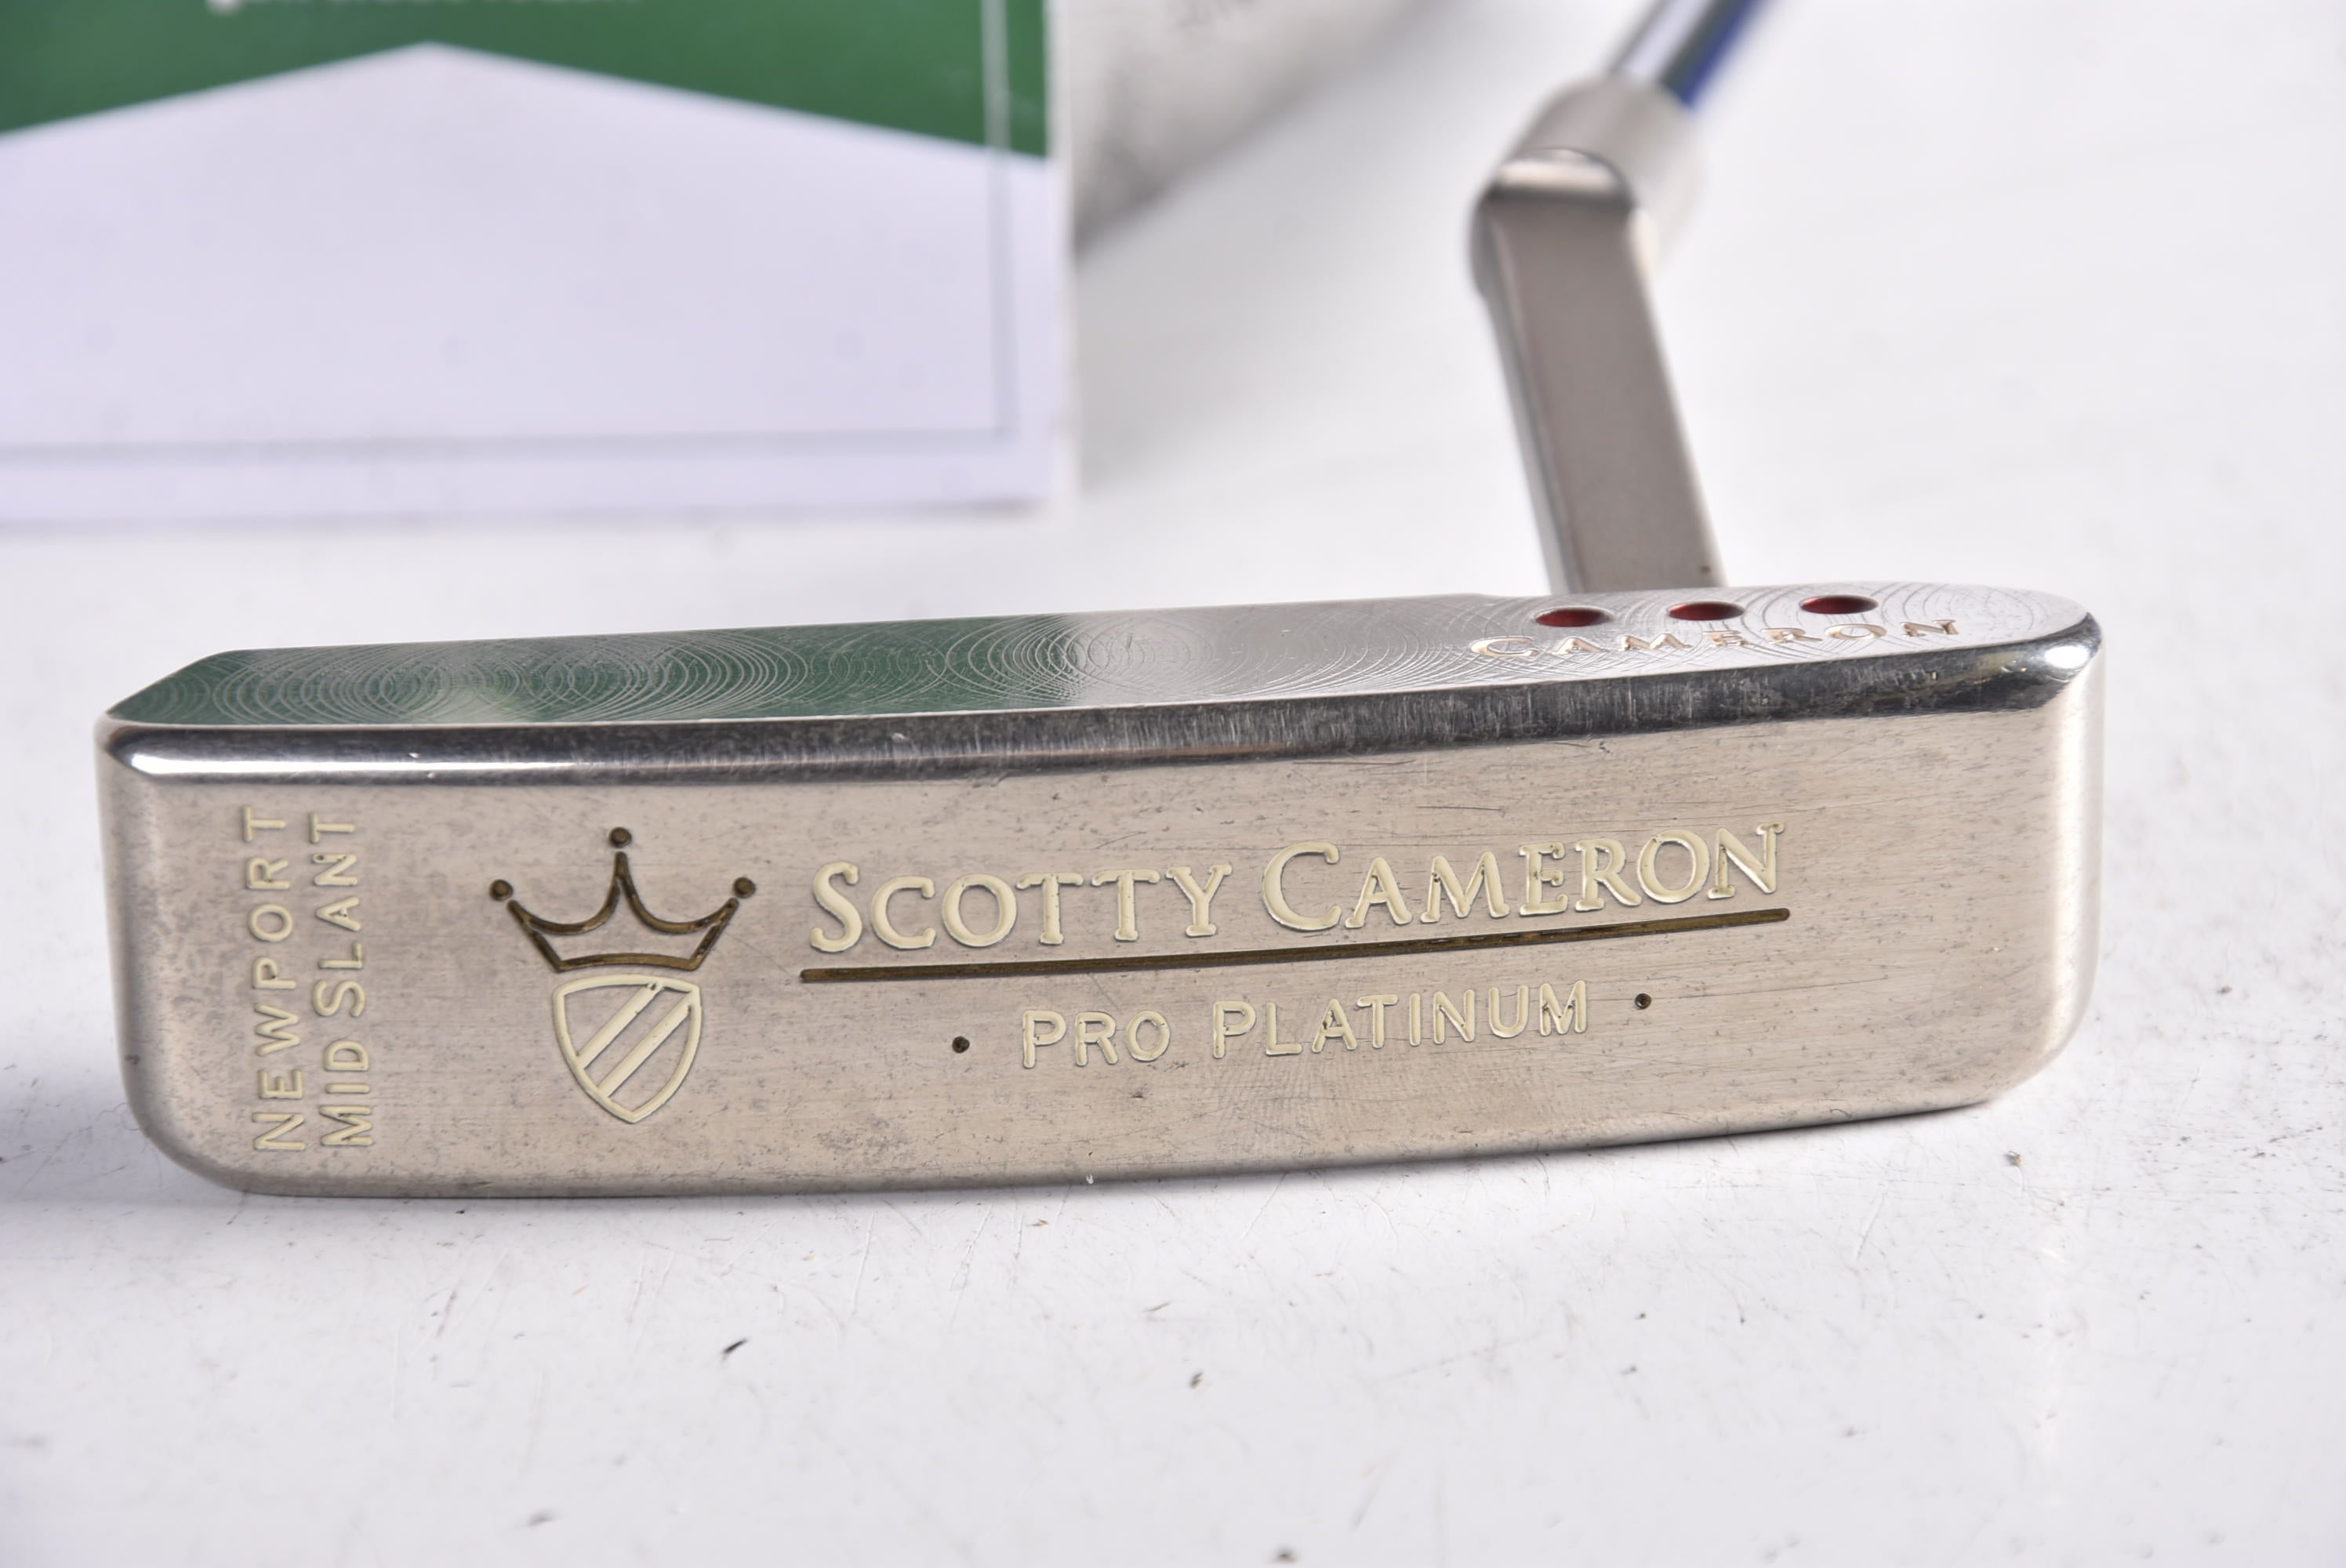 CAMERON
SCOTTY CAMERON
• PRO PLATINUM •
NEWPORT
MID SLANT